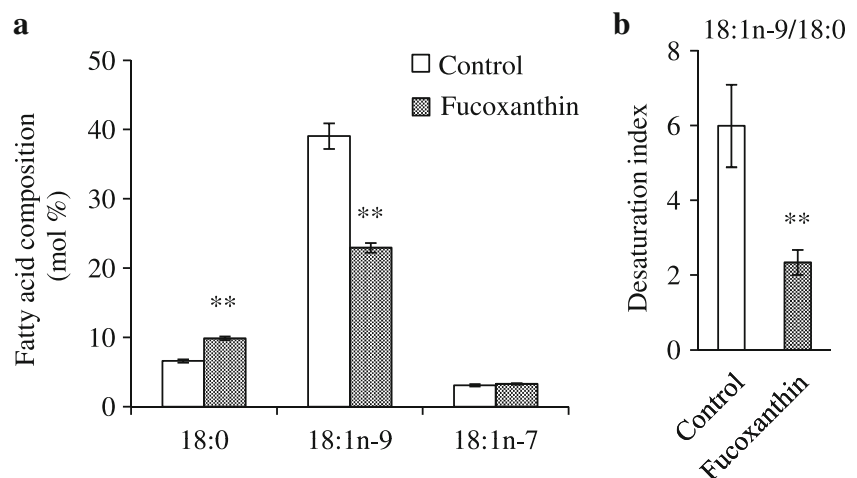 a
Fatty acid composition
(mol %)
50
40
30
20
10
0
Control
Fucoxanthin
**
**
18:0
18:1n-9
18:1n-7
b
18:1n-9/18:0
Desaturation index
8
6
4
2
0
**
Control
Fucoxanthin